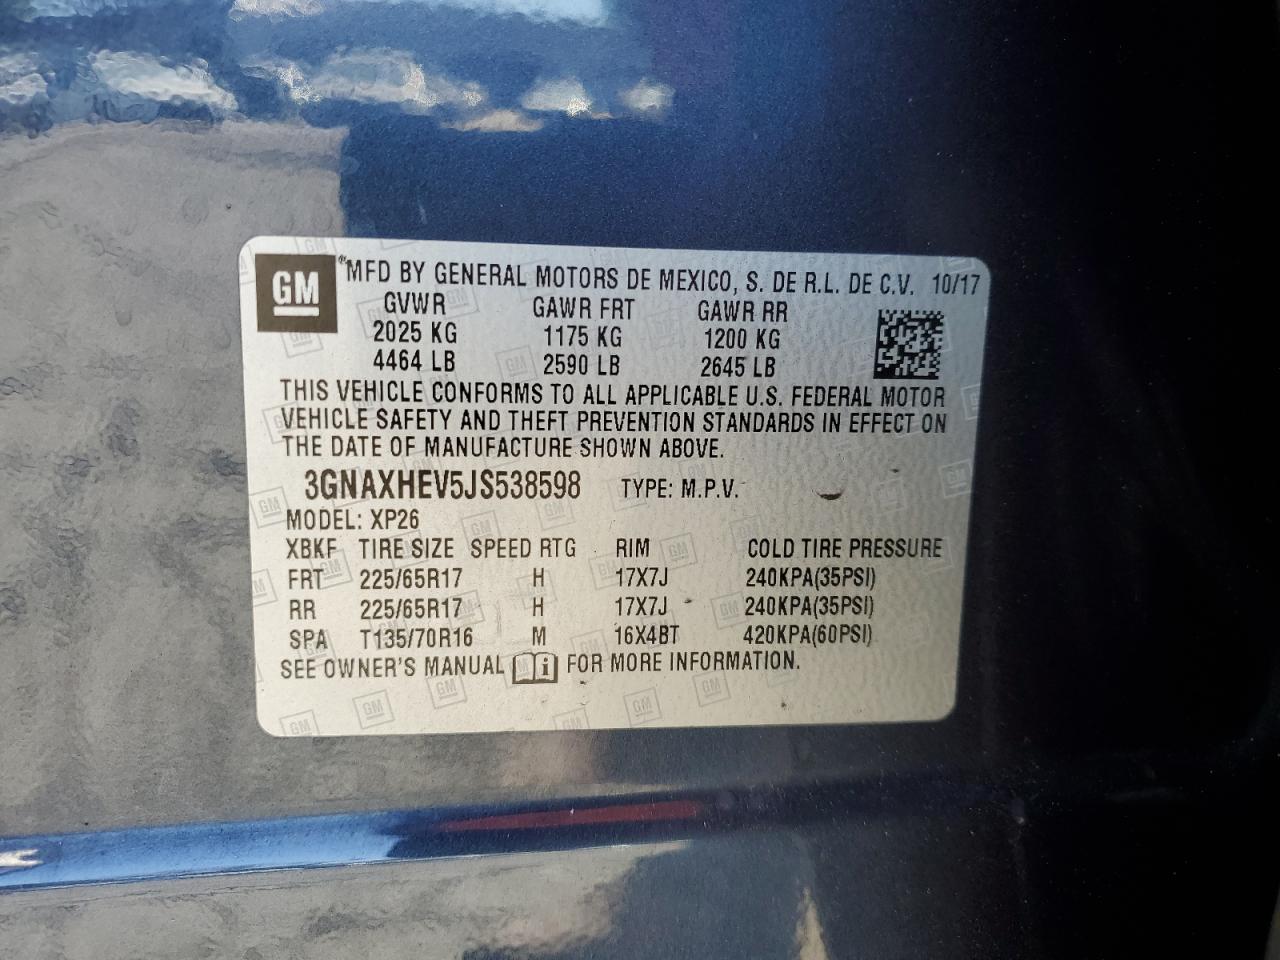 GM ® MFD BY GENERAL MOTORS DE MEXICO, S. DE R.L. DE C.V. 10/17
GVWR GAWR FRT GAWR RR
2025 KG 1175 KG 1200 KG
4464 LB 2590 LB 2645 LB
THIS VEHICLE CONFORMS TO ALL APPLICABLE U.S. FEDERAL MOTOR
VEHICLE SAFETY AND THEFT PREVENTION STANDARDS IN EFFECT ON
THE DATE OF MANUFACTURE SHOWN ABOVE.
3GNAXHEV5JS538598 TYPE: M.P.V.
MODEL: XP26
XBKF TIRE SIZE SPEED RTG RIM COLD TIRE PRESSURE
FRT 225/65R17 H 17X7J 240KPA(35PSI)
RR 225/65R17 H 17X7J 240KPA(35PSI)
SPA T135/70R16 M 16X4BT 420KPA(60PSI)
SEE OWNER'S MANUAL FOR MORE INFORMATION.